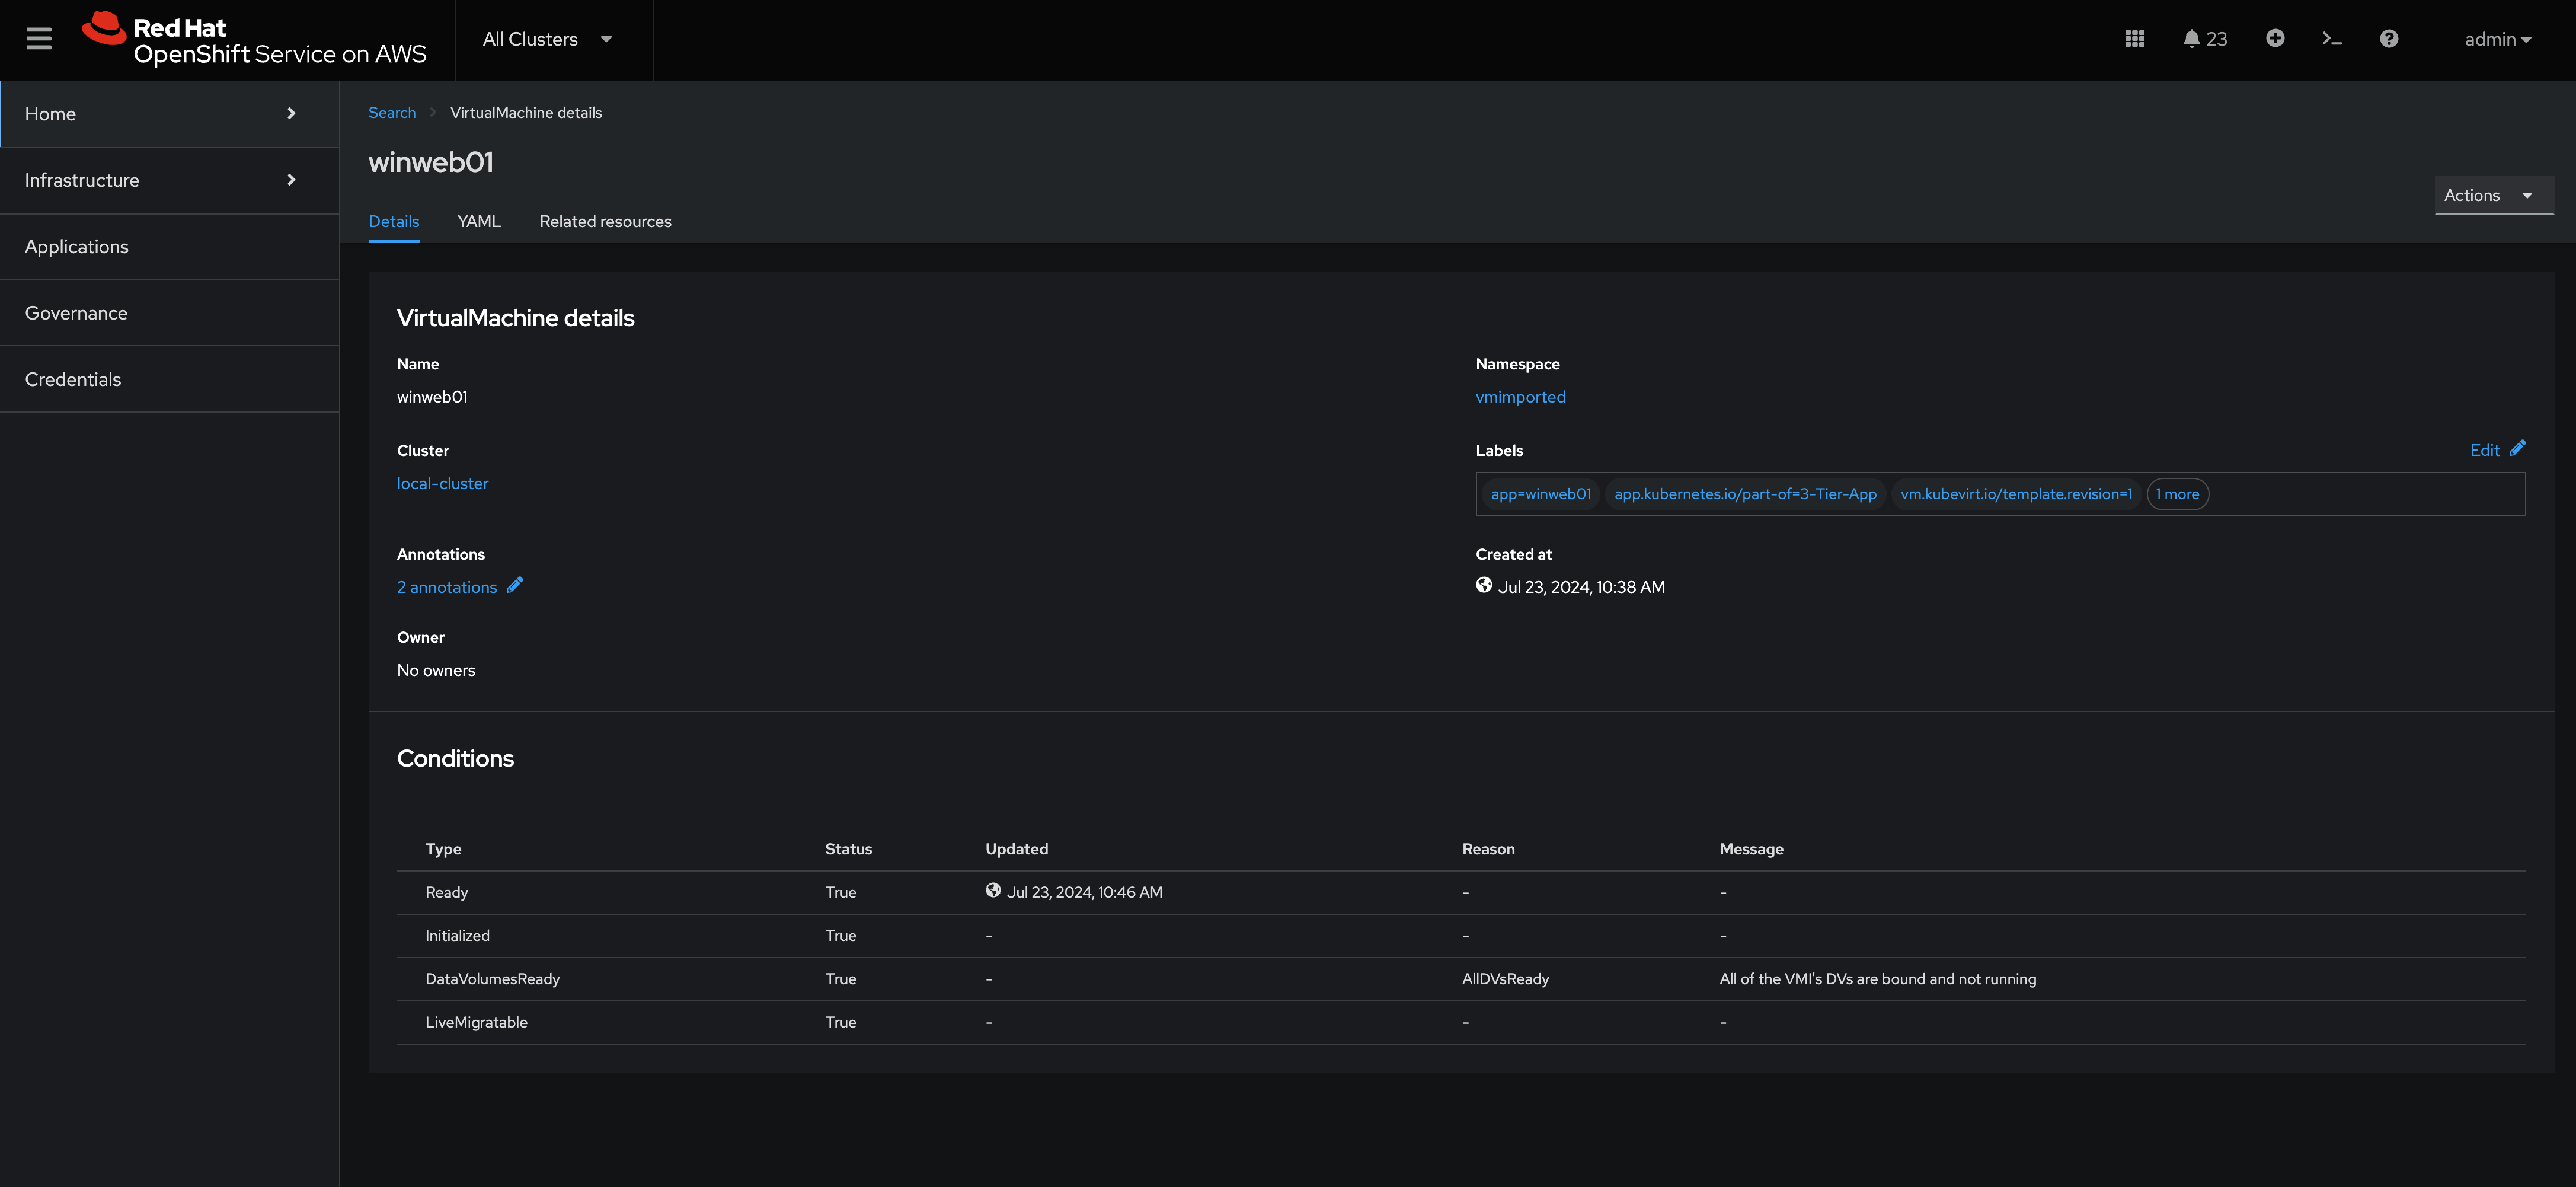 Red Hat
OpenShift Service on AWS
All Clusters
23
admin
Home
Infrastructure
Applications
Governance
Credentials
Search
VirtualMachine details
winweb01
Actions
Details YAML Related resources
VirtualMachine details
Name
winweb01
Namespace
vmimported
Cluster
local-cluster
Labels
Edit
app=winweb01 app.kubernetes.io/part-of=3-Tier-App vm.kubevirt.io/template.revision=1 1 more
Annotations
2 annotations
Created at
Jul 23, 2024, 10:38 AM
Owner
No owners
Conditions
Type Status Updated Reason Message
Ready True Jul 23, 2024, 10:46 AM - -
Initialized True - - -
DataVolumesReady True - AllDVsReady All of the VMI's DVs are bound and not running
LiveMigratable True - - -